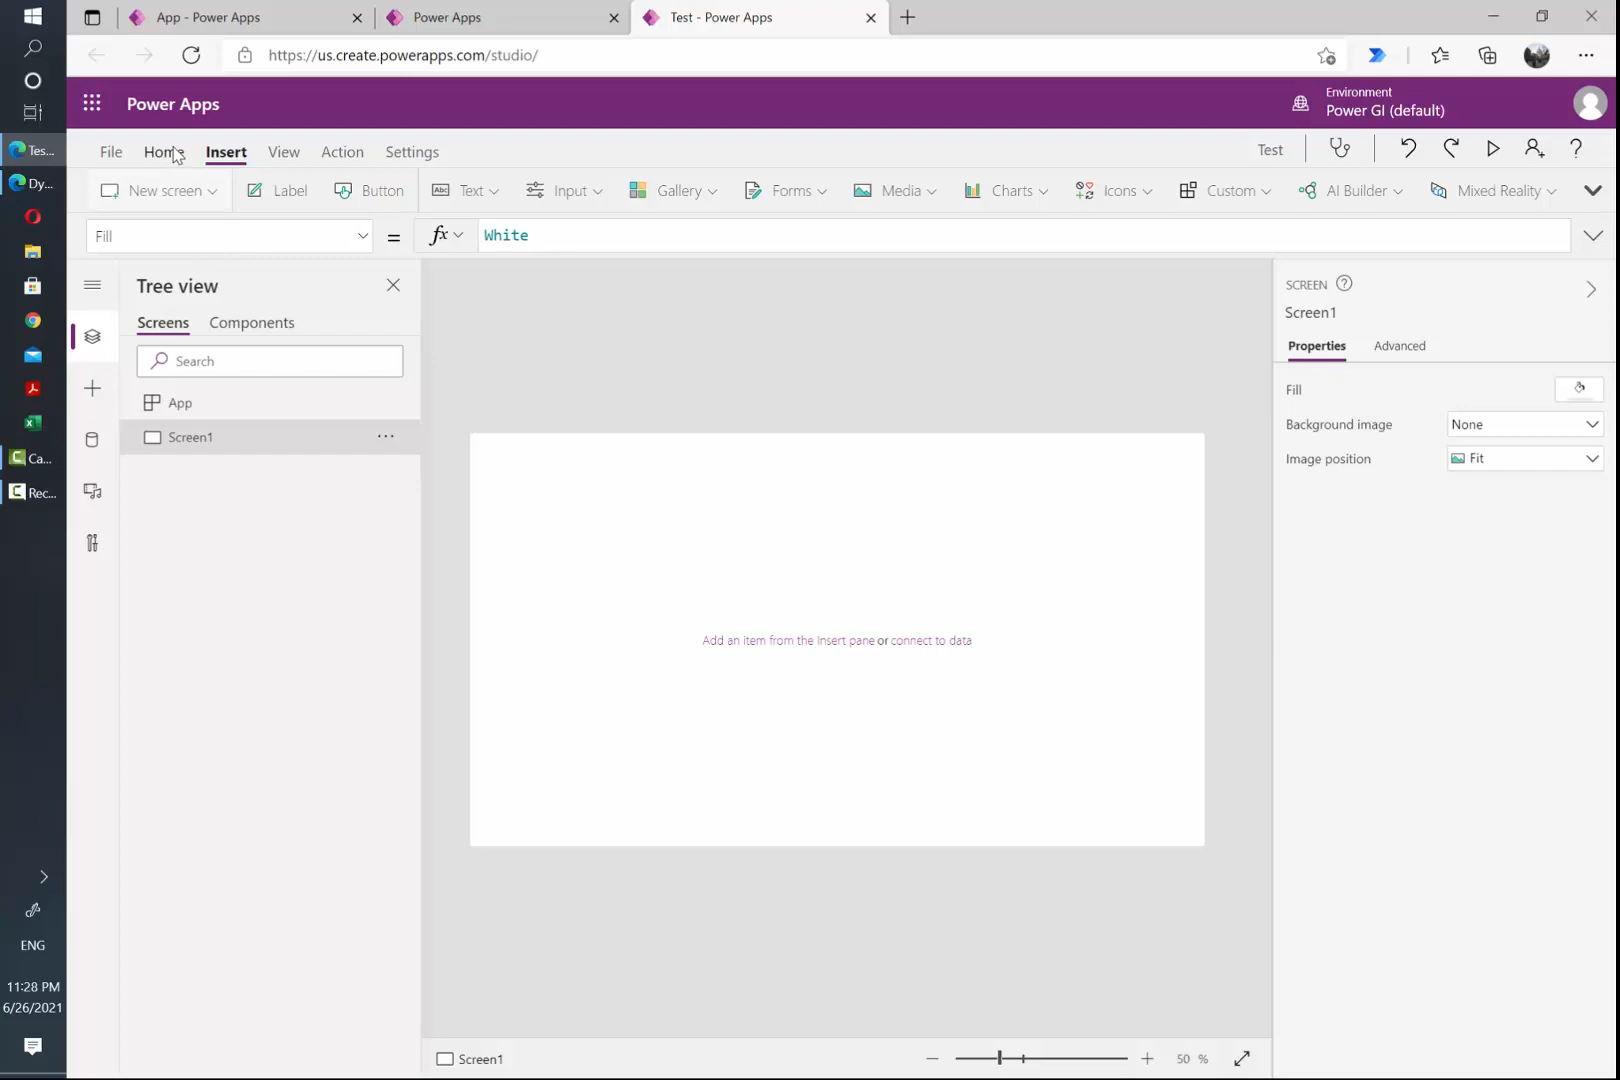 App - Power Apps
Power Apps
Test - Power Apps
https://us.create.powerapps.com/studio/
Power Apps
Environment
Power GI (default)
File Home Insert View Action Settings
Test
New screen Label Button Text Input Gallery Forms Media Charts Icons Custom AI Builder Mixed Reality
Fill = fx White
Tree view
Screens Components
Search
App
Screen1 ...
Add an item from the Insert pane or connect to data
SCREEN
Screen1
Properties Advanced
Fill
Background image None
Image position Fit
Screen1
50 %
Tes...
Dy...
Ca...
Rec...
ENG
11:28 PM
6/26/2021